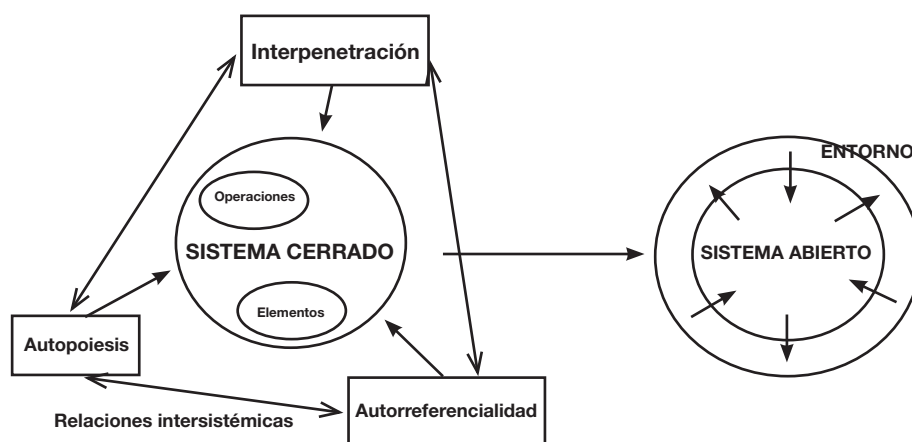 Interpenetración
ENTORNO
Operaciones
SISTEMA CERRADO
SISTEMA ABIERTO
Elementos
Autopoiesis
Autorreferencialidad
Relaciones intersistémicas